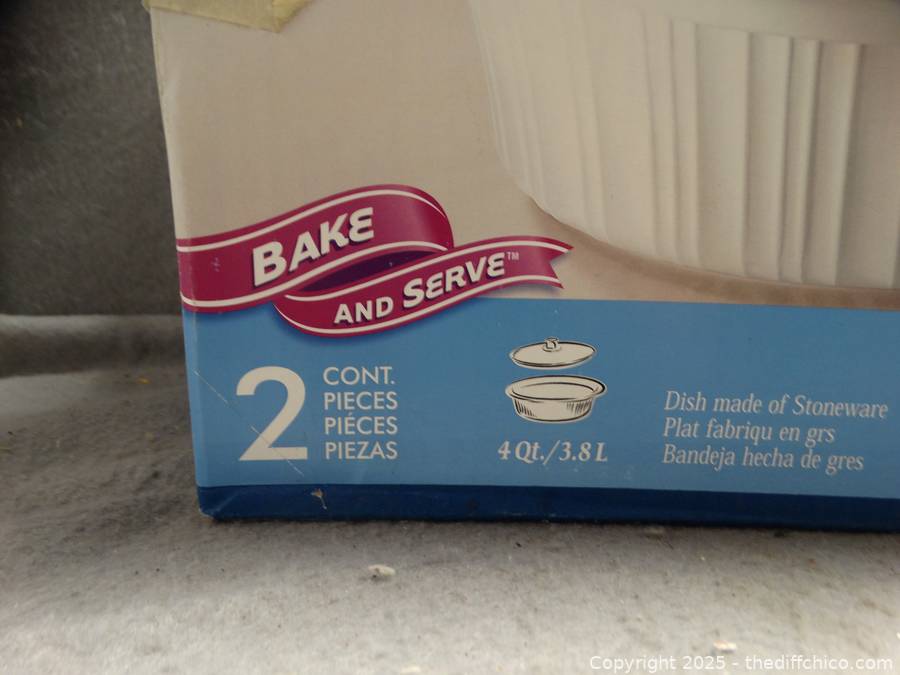 BAKE
AND SERVE™
2
CONT.
PIECES
PIÉCES
PIEZAS
4 Qt./3.8 L
Dish made of Stoneware
Plat fabriqu en grs
Bandeja hecha de gres
Copyright 2025 - thediffchico.com